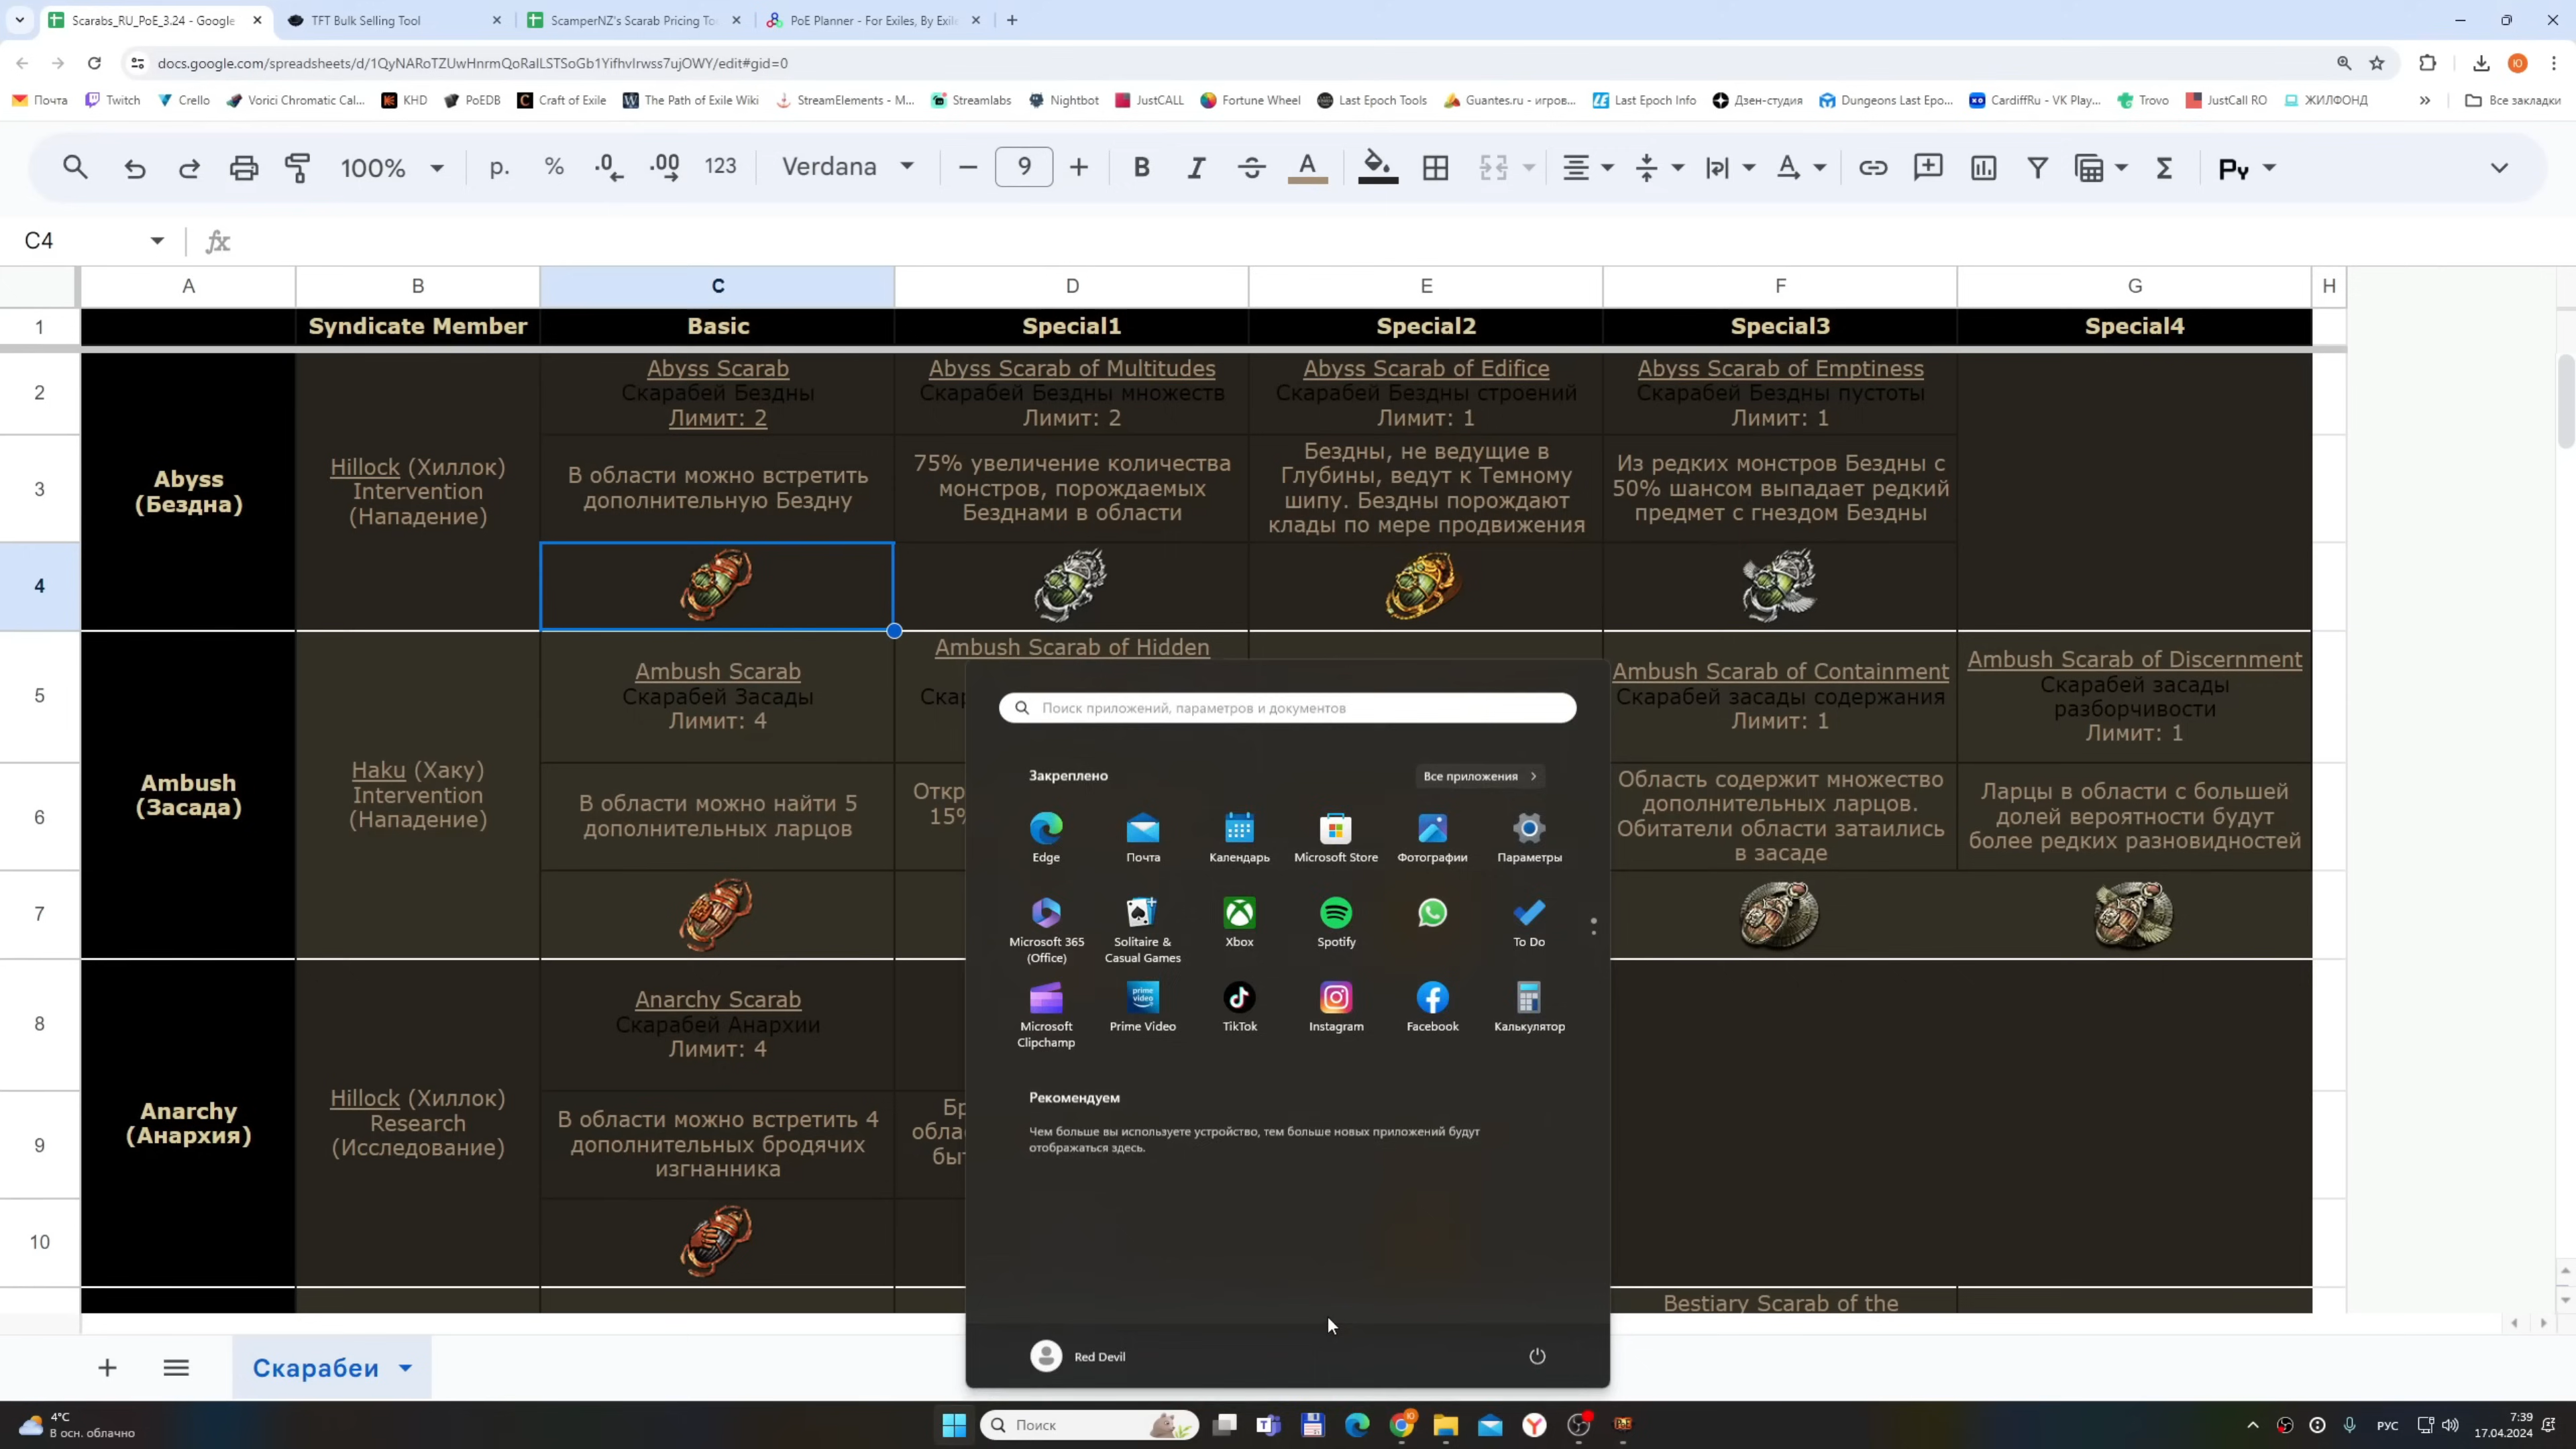 Scarabs_RU_PoE_3.24 - Google
TFT Bulk Selling Tool
ScamperNZ's Scarab Pricing To
PoE Planner - For Exiles, By Exile
docs.google.com/spreadsheets/d/1QyNARoTZUwHnrmQoRaILSTSoGb1YifhvIrwss7ujOWY/edit#gid=0
Почта
Twitch
Crello
Vorici Chromatic Cal...
KHD
PoEDB
Craft of Exile
The Path of Exile Wiki
StreamElements - M...
Streamlabs
Nightbot
JustCALL
Fortune Wheel
Last Epoch Tools
Guantes.ru - игров...
Last Epoch Info
Дзен-студия
Dungeons Last Epo...
CardiffRu - VK Play...
Trovo
JustCall RO
ЖИЛФОНД
Все закладки
100%
р.
%
.0
.00
123
Verdana
9
C4
A
B
C
D
E
F
G
H
1
Syndicate Member
Basic
Special1
Special2
Special3
Special4
2
Abyss Scarab
Скарабей Бездны
Лимит: 2
Abyss Scarab of Multitudes
Скарабей Бездны множеств
Лимит: 2
Abyss Scarab of Edifice
Скарабей Бездны строений
Лимит: 1
Abyss Scarab of Emptiness
Скарабей Бездны пустоты
Лимит: 1
3
Abyss
(Бездна)
Hillock (Хиллок)
Intervention
(Нападение)
В области можно встретить
дополнительную Бездну
75% увеличение количества
монстров, порождаемых
Безднами в области
Бездны, не ведущие в
Глубины, ведут к Темному
шипу. Бездны порождают
клады по мере продвижения
Из редких монстров Бездны с
50% шансом выпадает редкий
предмет с гнездом Бездны
4
5
Ambush Scarab
Скарабей Засады
Лимит: 4
Ambush Scarab of Hidden
Ambush Scarab of Containment
Скарабей засады содержания
Лимит: 1
Ambush Scarab of Discernment
Скарабей засады
разборчивости
Лимит: 1
6
Ambush
(Засада)
Haku (Хаку)
Intervention
(Нападение)
В области можно найти 5
дополнительных ларцов
Откр
15%
Область содержит множество
дополнительных ларцов.
Обитатели области затаились
в засаде
Ларцы в области с большей
долей вероятности будут
более редких разновидностей
7
8
Anarchy Scarab
Скарабей Анархии
Лимит: 4
9
Anarchy
(Анархия)
Hillock (Хиллок)
Research
(Исследование)
В области можно встретить 4
дополнительных бродячих
изгнанника
10
Bestiary Scarab of the
Поиск приложений, параметров и документов
Закреплено
Все приложения
Edge
Почта
Календарь
Microsoft Store
Фотографии
Параметры
Microsoft 365
(Office)
Solitaire &
Casual Games
Xbox
Spotify
To Do
Microsoft
Clipchamp
prime video
Prime Video
TikTok
Instagram
Facebook
Калькулятор
Рекомендуем
Чем больше вы используете устройство, тем больше новых приложений будут
отображаться здесь.
Red Devil
Скарабеи
4°C
В осн. облачно
Поиск
РУС
7:39
17.04.2024